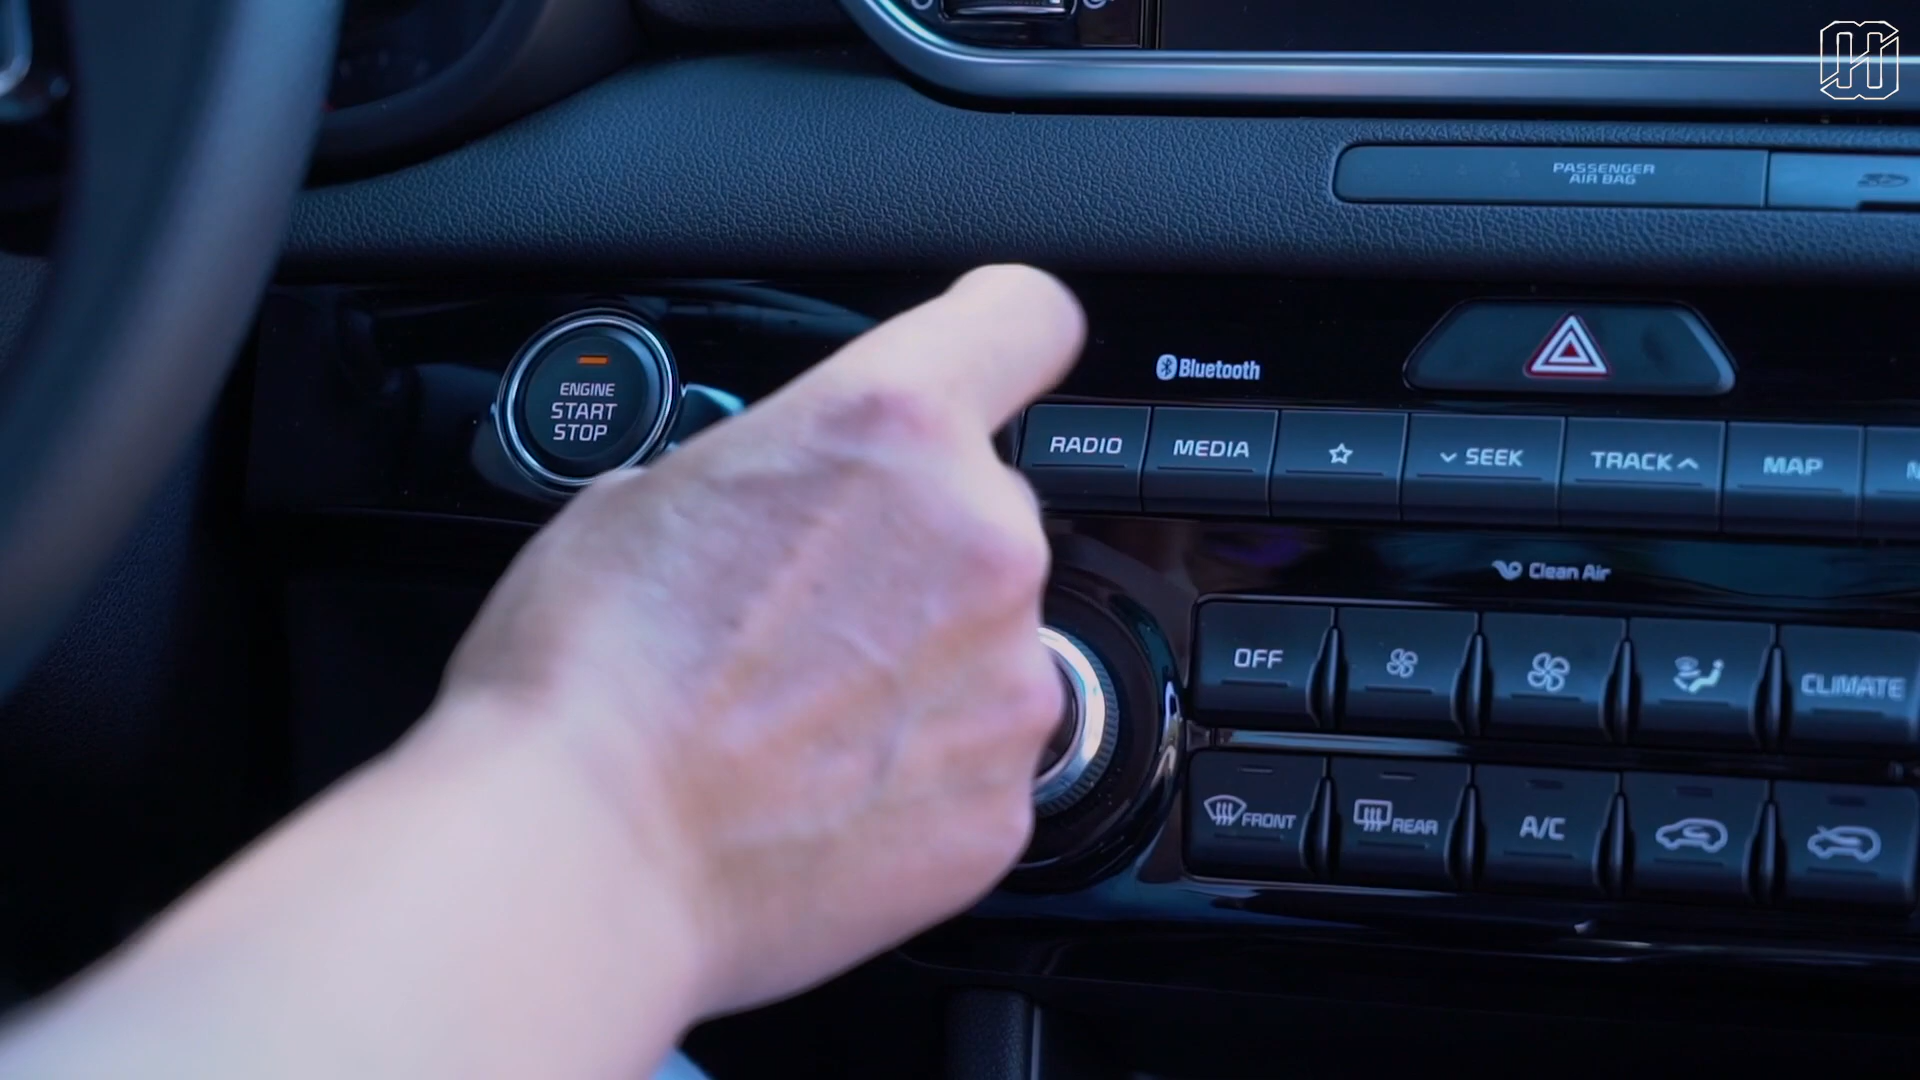 PASSENGER
AIR BAG
ENGINE
START
STOP
Bluetooth
RADIO
MEDIA
SEEK
TRACK
MAP
Clean Air
OFF
CLIMATE
FRONT
REAR
A/C